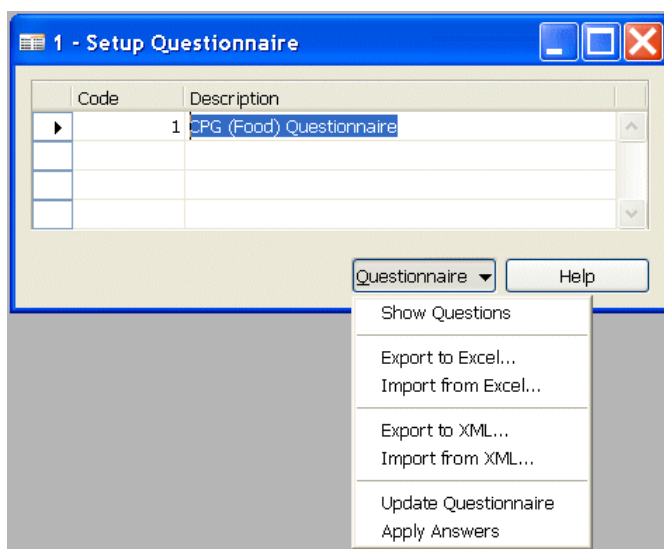 1 - Setup Questionnaire
Code Description
1 CPG (Food) Questionnaire
Questionnaire Help
Show Questions
Export to Excel...
Import from Excel...
Export to XML...
Import from XML...
Update Questionnaire
Apply Answers